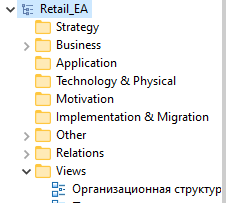 Retail_EA
Strategy
Business
Application
Technology & Physical
Motivation
Implementation & Migration
Other
Relations
Views
Организационная структур